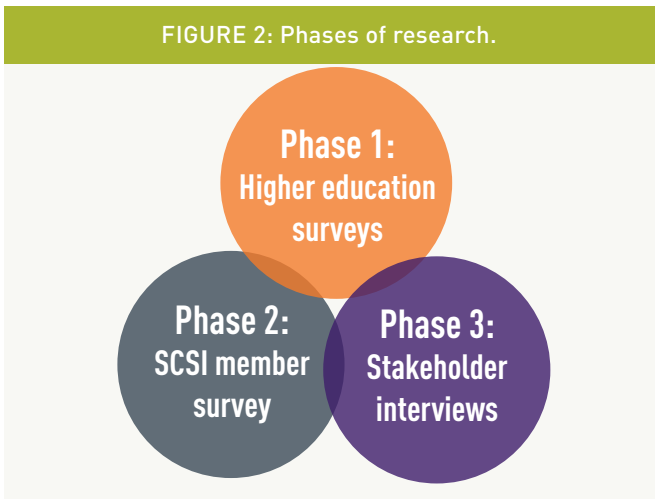 FIGURE 2: Phases of research.
Phase 1:
Higher education
surveys
Phase 2:
SCSI member
survey
Phase 3:
Stakeholder
interviews